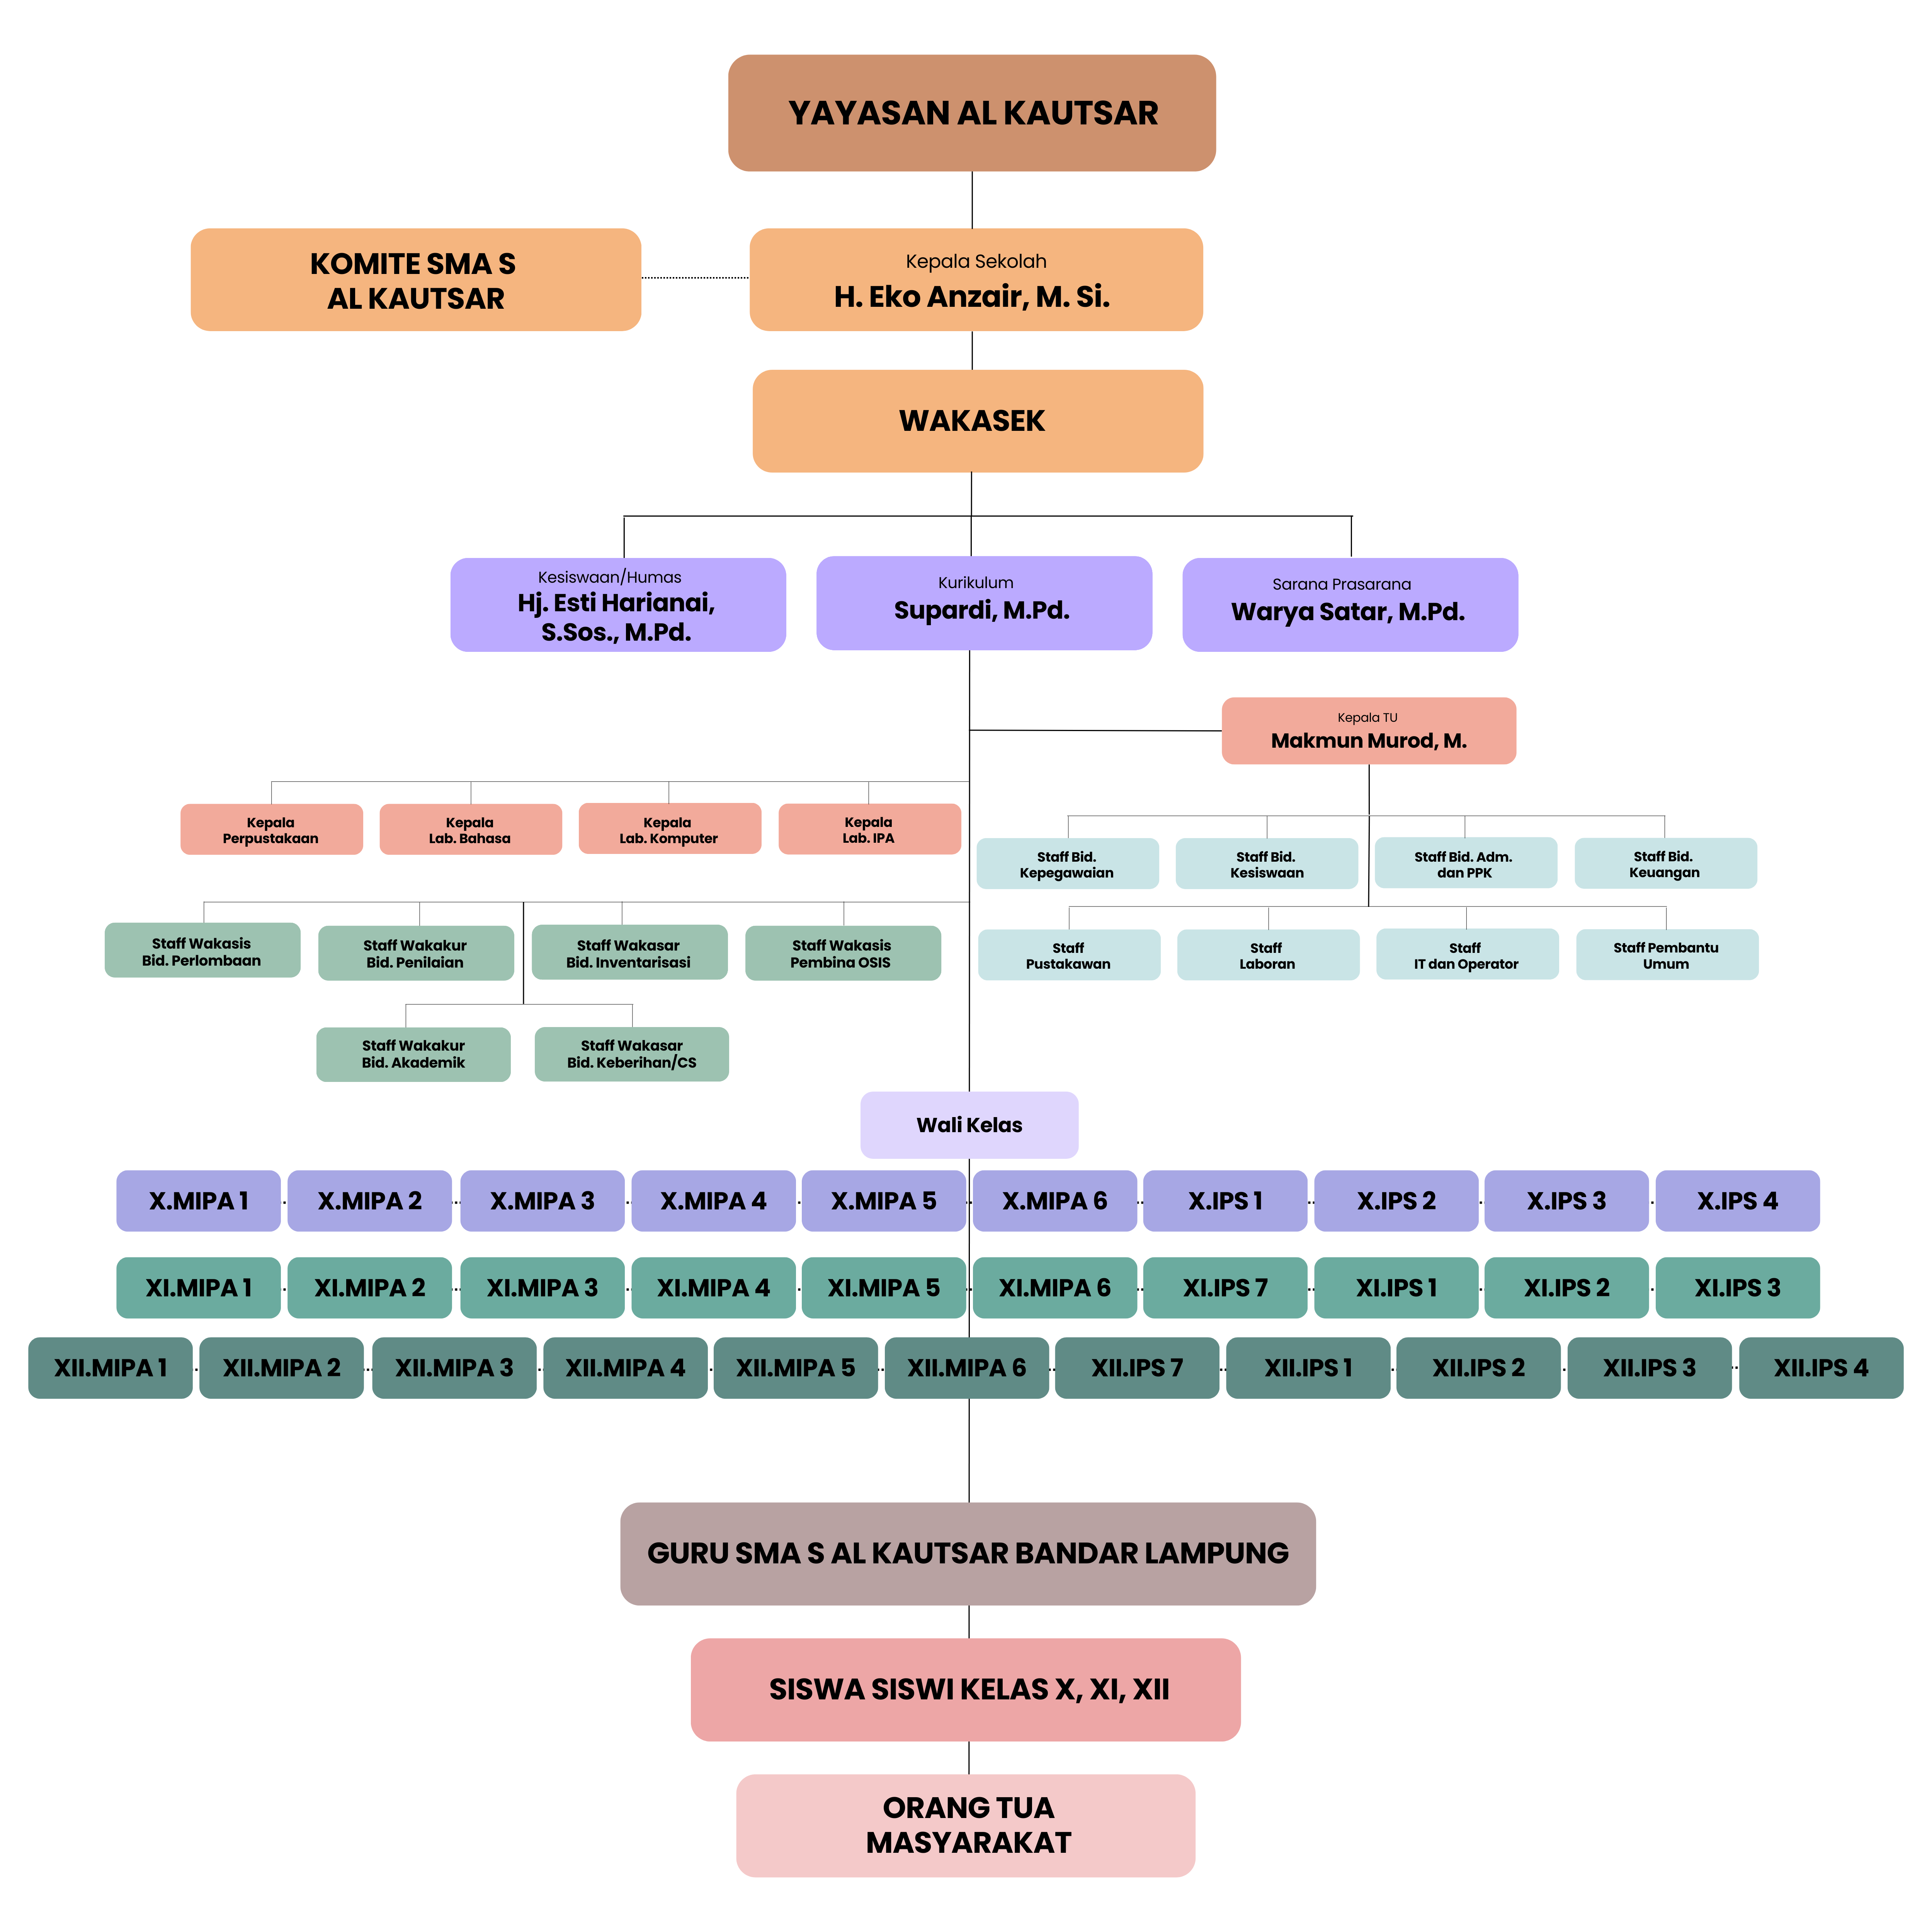 YAYASAN AL KAUTSAR
KOMITE SMA S
AL KAUTSAR
Kepala Sekolah
H. Eko Anzair, M. Si.
WAKASEK
Kesiswaan/Humas
Hj. Esti Harianai,
S.Sos., M.Pd.
Kurikulum
Supardi, M.Pd.
Sarana Prasarana
Warya Satar, M.Pd.
Kepala TU
Makmun Murod, M.
Kepala
Perpustakaan
Kepala
Lab. Bahasa
Kepala
Lab. Komputer
Kepala
Lab. IPA
Staff Bid.
Kepegawaian
Staff Bid.
Kesiswaan
Staff Bid. Adm.
dan PPK
Staff Bid.
Keuangan
Staff Wakasis
Bid. Perlombaan
Staff Wakakur
Bid. Penilaian
Staff Wakasar
Bid. Inventarisasi
Staff Wakasis
Pembina OSIS
Staff
Pustakawan
Staff
Laboran
Staff
IT dan Operator
Staff Pembantu
Umum
Staff Wakakur
Bid. Akademik
Staff Wakasar
Bid. Keberihan/CS
Wali Kelas
X.MIPA 1
X.MIPA 2
X.MIPA 3
X.MIPA 4
X.MIPA 5
X.MIPA 6
X.IPS 1
X.IPS 2
X.IPS 3
X.IPS 4
XI.MIPA 1
XI.MIPA 2
XI.MIPA 3
XI.MIPA 4
XI.MIPA 5
XI.MIPA 6
XI.IPS 7
XI.IPS 1
XI.IPS 2
XI.IPS 3
XII.MIPA 1
XII.MIPA 2
XII.MIPA 3
XII.MIPA 4
XII.MIPA 5
XII.MIPA 6
XII.IPS 7
XII.IPS 1
XII.IPS 2
XII.IPS 3
XII.IPS 4
GURU SMA S AL KAUTSAR BANDAR LAMPUNG
SISWA SISWI KELAS X, XI, XII
ORANG TUA
MASYARAKAT